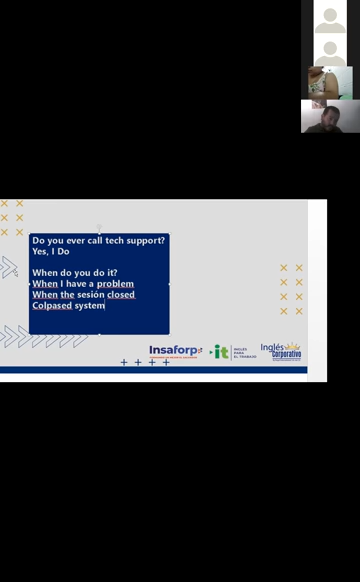 Do you ever call tech support?
Yes, I Do
When do you do it?
When I have a problem
When the sesión closed
Colpased system
Insaforp
it
INGLÉS
PARA
EL TRABAJO
Inglés
Corporativo